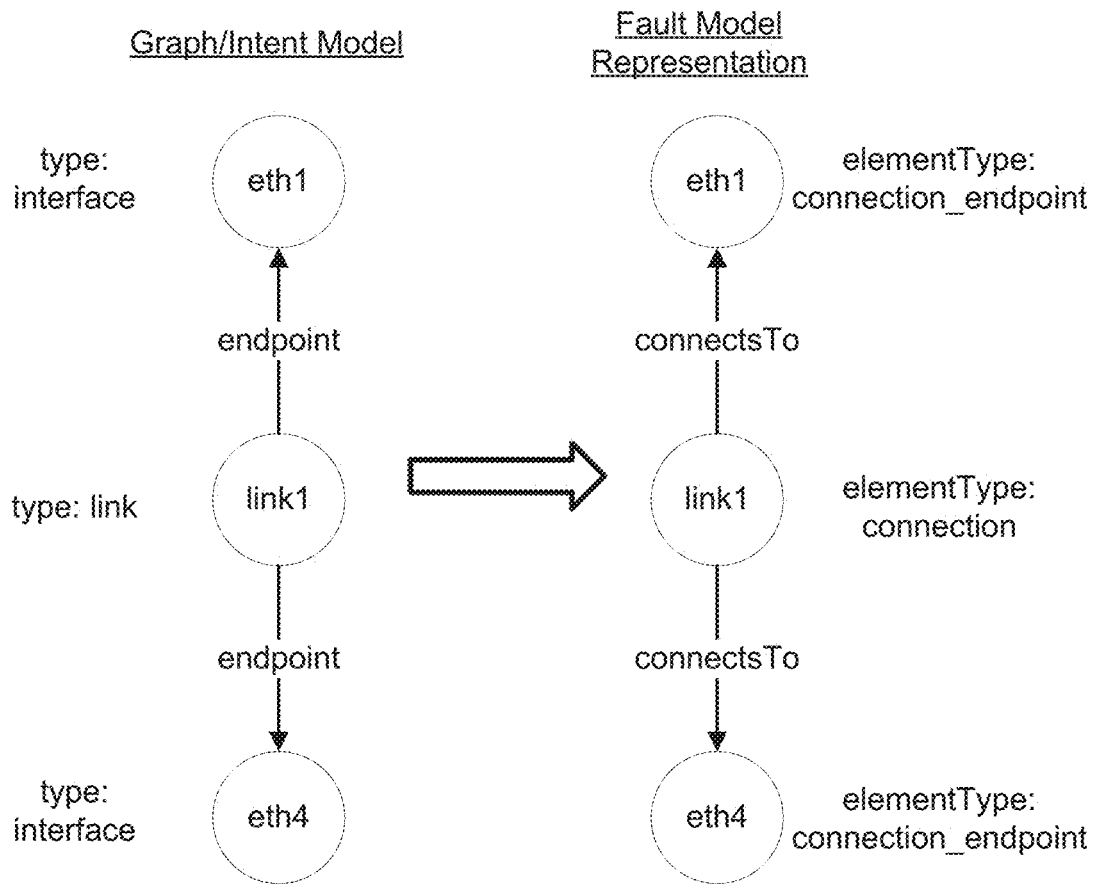 Graph/Intent Model
Fault Model
Representation
type:
interface
eth1
eth1
elementType:
connection_endpoint
endpoint
connectsTo
type: link
link1
link1
elementType:
connection
endpoint
connectsTo
type:
interface
eth4
eth4
elementType:
connection_endpoint